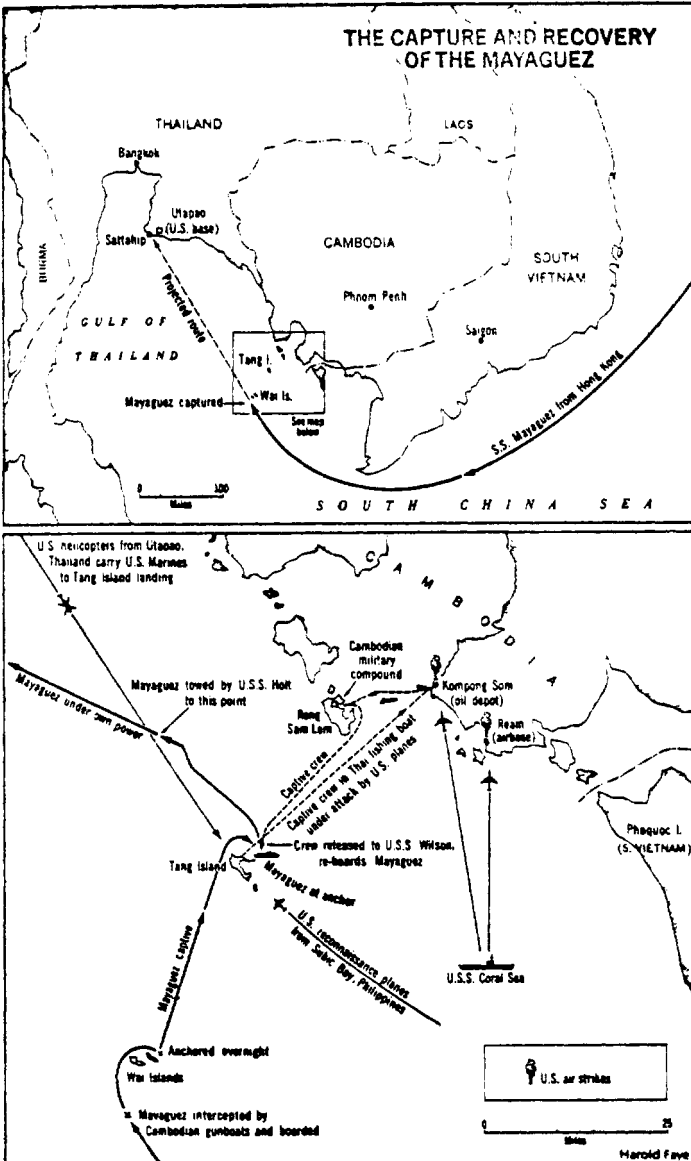 THE CAPTURE AND RECOVERY
OF THE MAYAGUEZ
THAILAND
LAOS
Bangkok
Utapao
(U.S. base)
Sattahip
BURMA
CAMBODIA
SOUTH
VIETNAM
Phnom Penh
GULF OF
THAILAND
Projected route
Saigon
Tang I.
Wai Is.
Mayaguez captured
See map
below
S.S. Mayaguez from Hong Kong
0
100
Miles
SOUTH CHINA SEA
U.S. helicopters from Utapao,
Thailand carry U.S. Marines
to Tang Island landing
CAMBODIA
Cambodian
military
compound
Mayaguez under own power
Mayaguez towed by U.S.S. Holt
to this point
Kompong Som
(oil depot)
Rong
Sam Lem
Ream
(airbase)
Captive crew
Captive crew in Thai fishing boat
under attack by U.S. planes
Phuquoc I.
(S. VIETNAM)
Crew released to U.S.S. Wilson,
re-boards Mayaguez
Tang Island
Mayaguez at anchor
U.S. reconnaissance planes
from Subic Bay, Philippines
Mayaguez captive
U.S.S. Coral Sea
Anchored overnight
Wai Islands
U.S. air strikes
Mayaguez intercepted by
Cambodian gunboats and boarded
0
25
Miles
Harold Faye